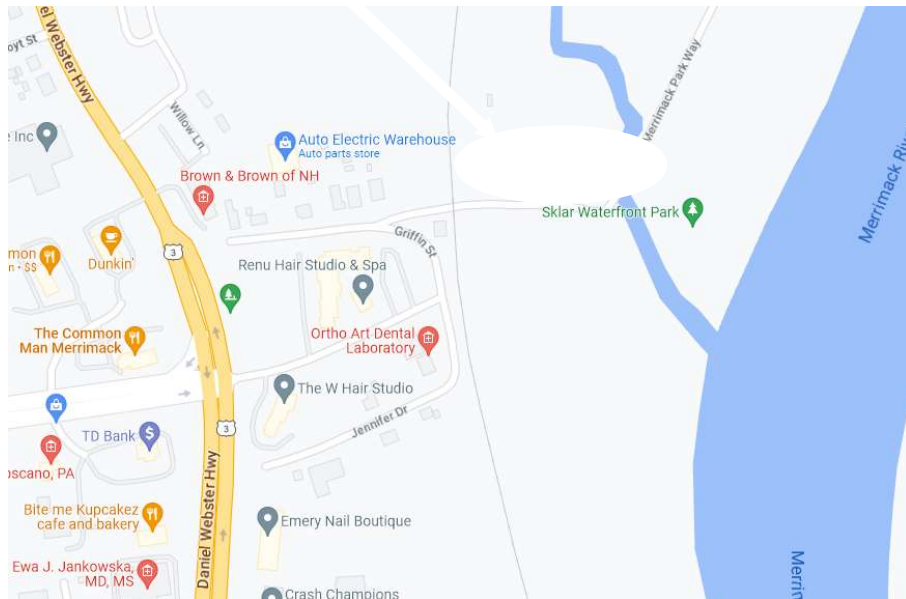 el Webster Hwy
oyt St
Merrimack Park Way
Willow Ln
e Inc
Auto Electric Warehouse
Auto parts store
Merrimack Riv
Brown & Brown of NH
Sklar Waterfront Park
Griffin St
mon
n • $$
Dunkin'
3
Renu Hair Studio & Spa
The Common
Man Merrimack
Ortho Art Dental
Laboratory
The W Hair Studio
Jennifer Dr
3
TD Bank
oscano, PA
Daniel Webster Hwy
Bite me Kupcakez
cafe and bakery
Emery Nail Boutique
Ewa J. Jankowska,
MD, MS
Merrin
Crash Champions